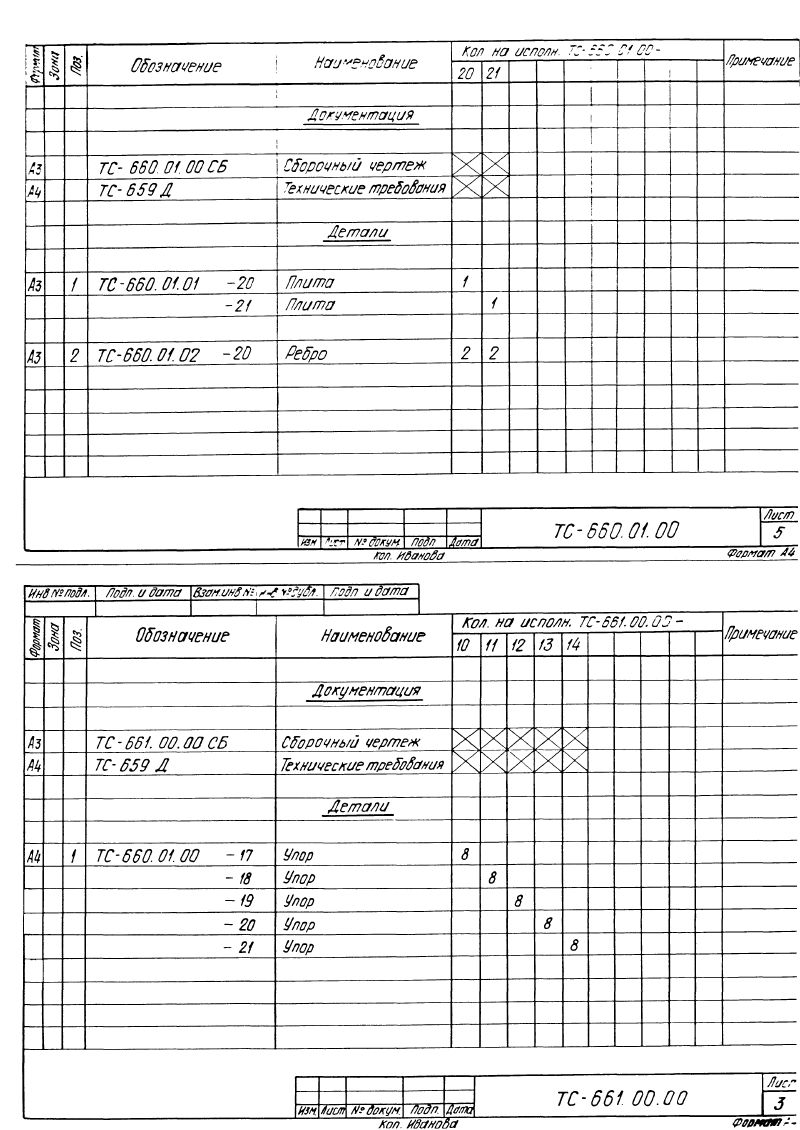 Формат Зона Поз. Обозначение Наименование Кол на исполн. ТС-660.01.00- Примечание
20 21
Документация
А3 ТС-660.01.00 СБ Сборочный чертеж
А4 ТС-659 Д Технические требования
Детали
А3 1 ТС-660.01.01 -20 Плита 1
-21 Плита 1
А3 2 ТС-660.01.02 -20 Ребро 2 2
ТС-660.01.00 Лист
5
изм Лист № докум. Подп Дата
Коп. Иванова Формат А4
Инв № подл. Подп. и дата Взам.инв № Инв № дубл. Подп и дата
Формат Зона Поз. Обозначение Наименование Кол. на исполн. ТС-661.00.00- Примечание
10 11 12 13 14
Документация
А3 ТС-661.00.00 СБ Сборочный чертеж
А4 ТС-659 Д Технические требования
Детали
А4 1 ТС-660.01.00 -17 Упор 8
-18 Упор 8
-19 Упор 8
-20 Упор 8
-21 Упор 8
ТС-661.00.00 Лист
3
Изм Лист № докум. Подп. Дата
Коп. Иванова Формат